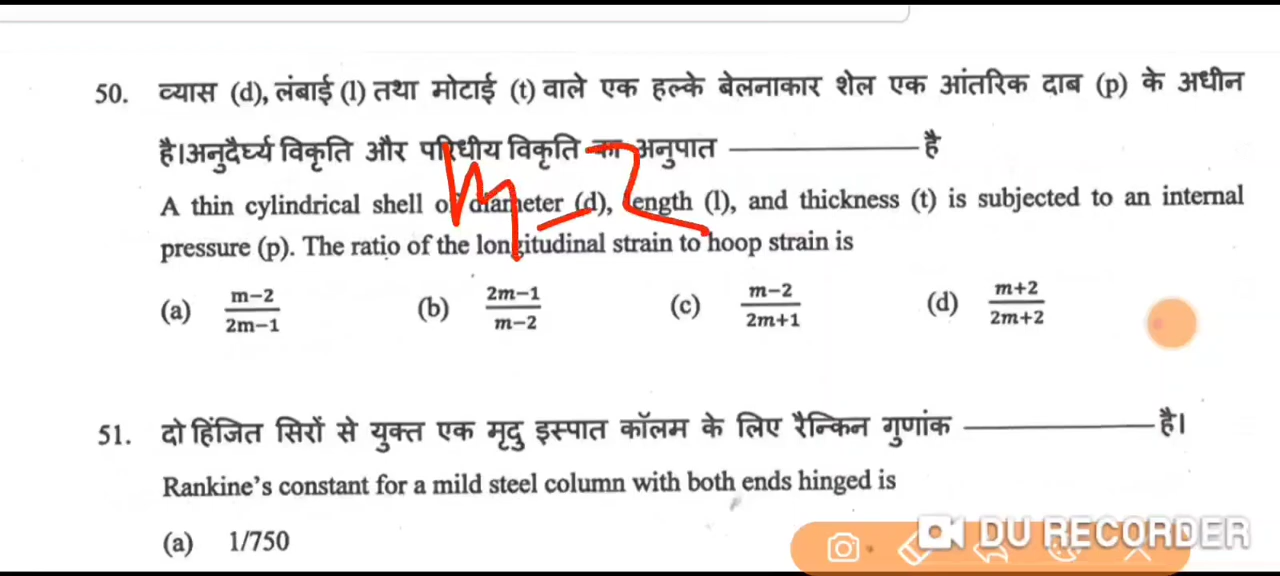 50. व्यास (d), लंबाई (l) तथा मोटाई (t) वाले एक हल्के बेलनाकार शेल एक आंतरिक दाब (p) के अधीन
है।अनुदैर्घ्य विकृति और परिधीय विकृति का अनुपात ——— है
m-2
A thin cylindrical shell of diameter (d), length (l), and thickness (t) is subjected to an internal
pressure (p). The ratio of the longitudinal strain to hoop strain is
(a) m−2/2m−1 (b) 2m−1/m−2 (c) m−2/2m+1 (d) m+2/2m+2
51. दो हिंजित सिरों से युक्त एक मृदु इस्पात कॉलम के लिए रैन्किन गुणांक ——— है।
Rankine's constant for a mild steel column with both ends hinged is
(a) 1/750
DU RECORDER